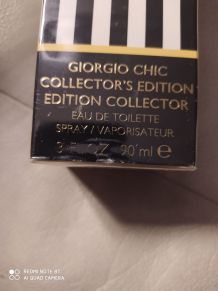 GIORGIO CHIC
COLLECTOR'S EDITION
EDITION COLLECTOR
EAU DE TOILETTE
SPRAY / VAPORISATEUR
90 ml e
REDMI NOTE 8T
AI QUAD CAMERA